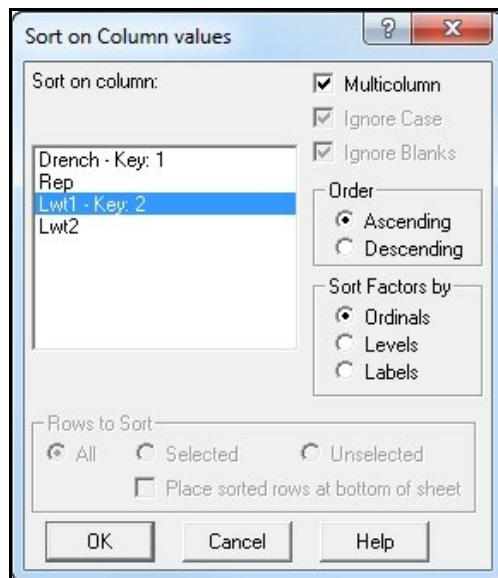 Sort on Column values
Sort on column:
Multicolumn
Ignore Case
Ignore Blanks
Drench - Key: 1
Rep
Lwt1 - Key: 2
Lwt2
Order
Ascending
Descending
Sort Factors by
Ordinals
Levels
Labels
Rows to Sort
All Selected Unselected
Place sorted rows at bottom of sheet
OK Cancel Help